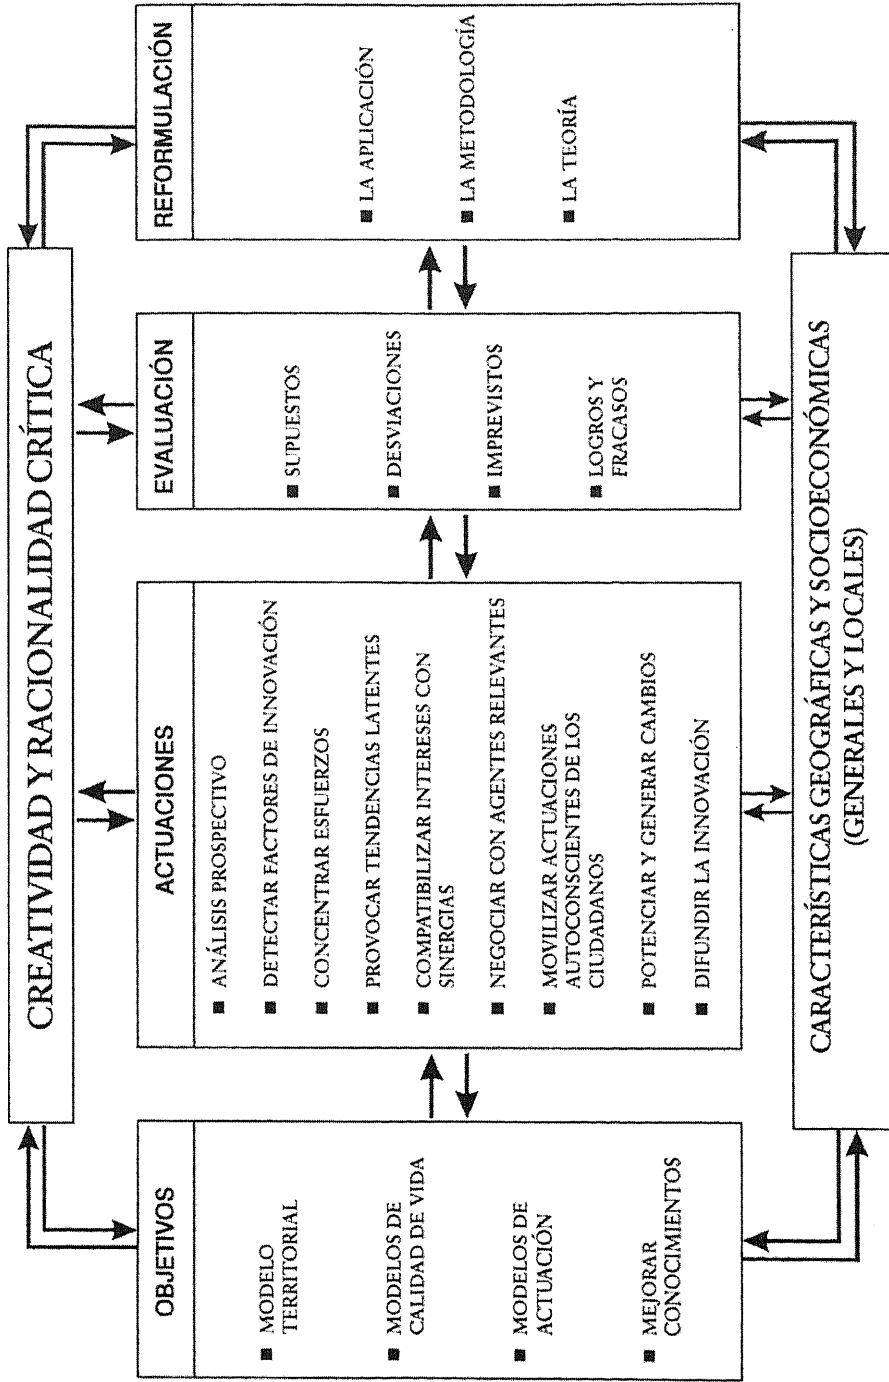 CREATIVIDAD Y RACIONALIDAD CRÍTICA
OBJETIVOS
■ MODELO
TERRITORIAL
■ MODELOS DE
CALIDAD DE VIDA
■ MODELOS DE
ACTUACIÓN
■ MEJORAR
CONOCIMIENTOS
ACTUACIONES
■ ANÁLISIS PROSPECTIVO
■ DETECTAR FACTORES DE INNOVACIÓN
■ CONCENTRAR ESFUERZOS
■ PROVOCAR TENDENCIAS LATENTES
■ COMPATIBILIZAR INTERESES CON
SINERGIAS
■ NEGOCIAR CON AGENTES RELEVANTES
■ MOVILIZAR ACTUACIONES
AUTOCONSCIENTES DE LOS
CIUDADANOS
■ POTENCIAR Y GENERAR CAMBIOS
■ DIFUNDIR LA INNOVACIÓN
EVALUACIÓN
■ SUPUESTOS
■ DESVIACIONES
■ IMPREVISTOS
■ LOGROS Y
FRACASOS
REFORMULACIÓN
■ LA APLICACIÓN
■ LA METODOLOGÍA
■ LA TEORÍA
CARACTERÍSTICAS GEOGRÁFICAS Y SOCIOECONÓMICAS
(GENERALES Y LOCALES)